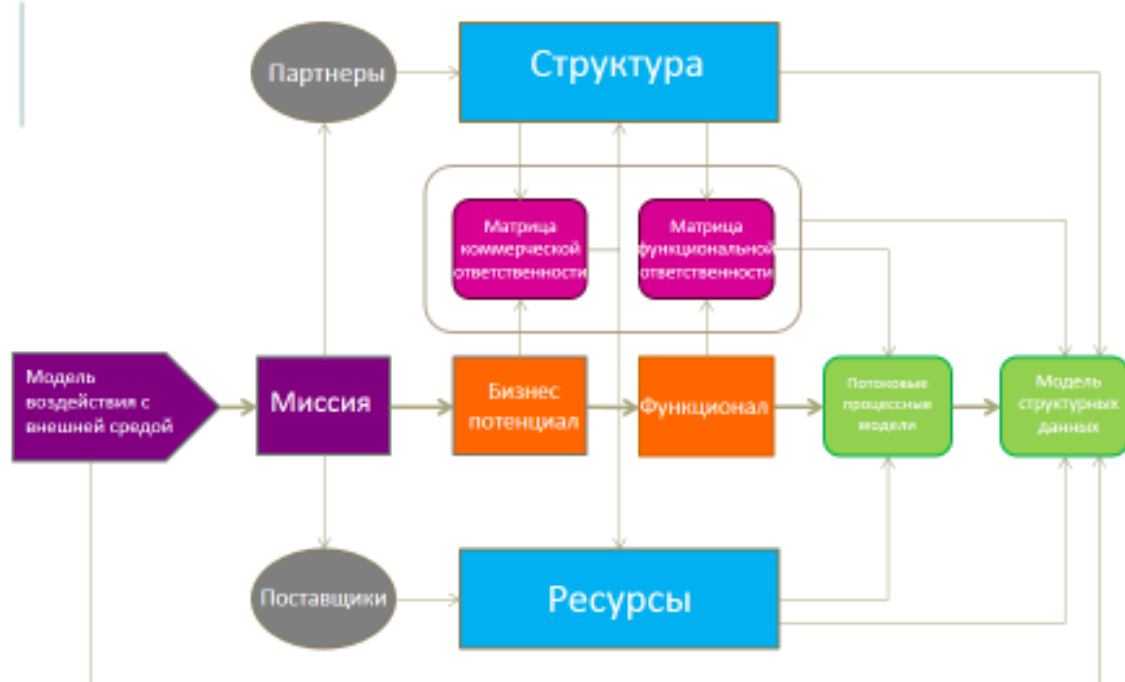 Партнеры
Структура
Матрица
коммерческой
ответственности
Матрица
функциональной
ответственности
Модель
воздействия с
внешней средой
Миссия
Бизнес
потенциал
Функционал
Потоковые
процессные
модели
Модель
структурных
данных
Поставщики
Ресурсы